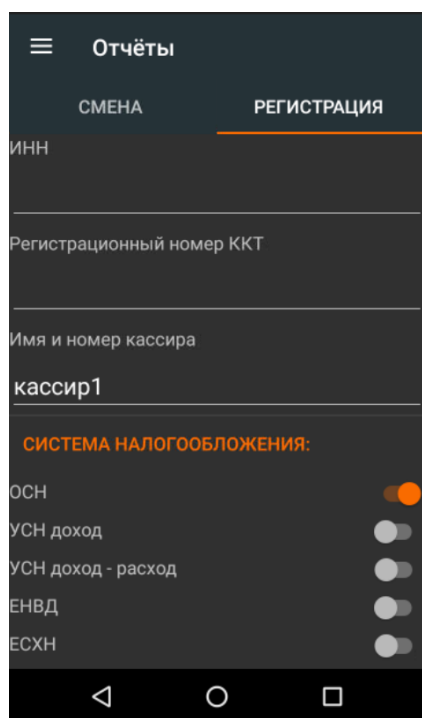 Отчёты
СМЕНА РЕГИСТРАЦИЯ
ИНН
Регистрационный номер ККТ
Имя и номер кассира
кассир1
СИСТЕМА НАЛОГООБЛОЖЕНИЯ:
ОСН
УСН доход
УСН доход - расход
ЕНВД
ЕСХН